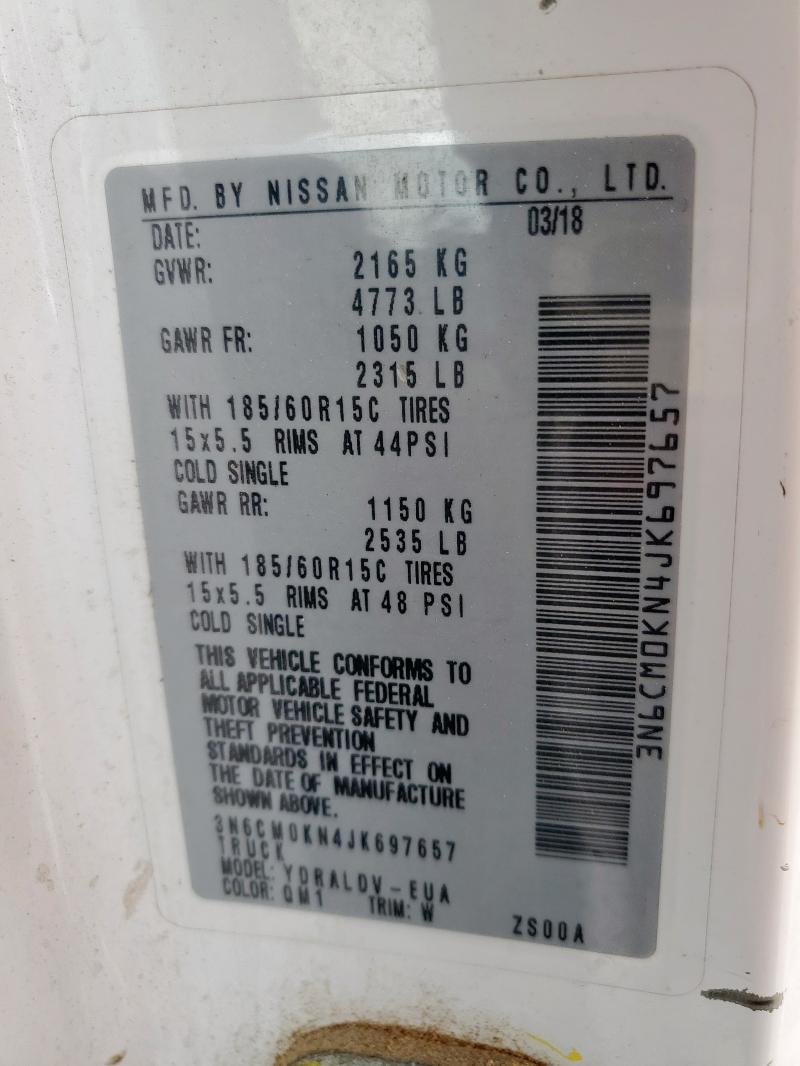 MFD. BY NISSAN MOTOR CO., LTD.
DATE: 03/18
GVWR: 2165 KG
4773 LB
GAWR FR: 1050 KG
2315 LB
WITH 185/60R15C TIRES
15x5.5 RIMS AT 44PSI
COLD SINGLE
GAWR RR: 1150 KG
2535 LB
WITH 185/60R15C TIRES
15x5.5 RIMS AT 48 PSI
COLD SINGLE
THIS VEHICLE CONFORMS TO
ALL APPLICABLE FEDERAL
MOTOR VEHICLE SAFETY AND
THEFT PREVENTION
STANDARDS IN EFFECT ON
THE DATE OF MANUFACTURE
SHOWN ABOVE.
3N6CM0KN4JK697657
TRUCK
MODEL: YDRALDV-EUA
COLOR: QM1 TRIM: W
ZS00A
3N6CM0KN4JK697657